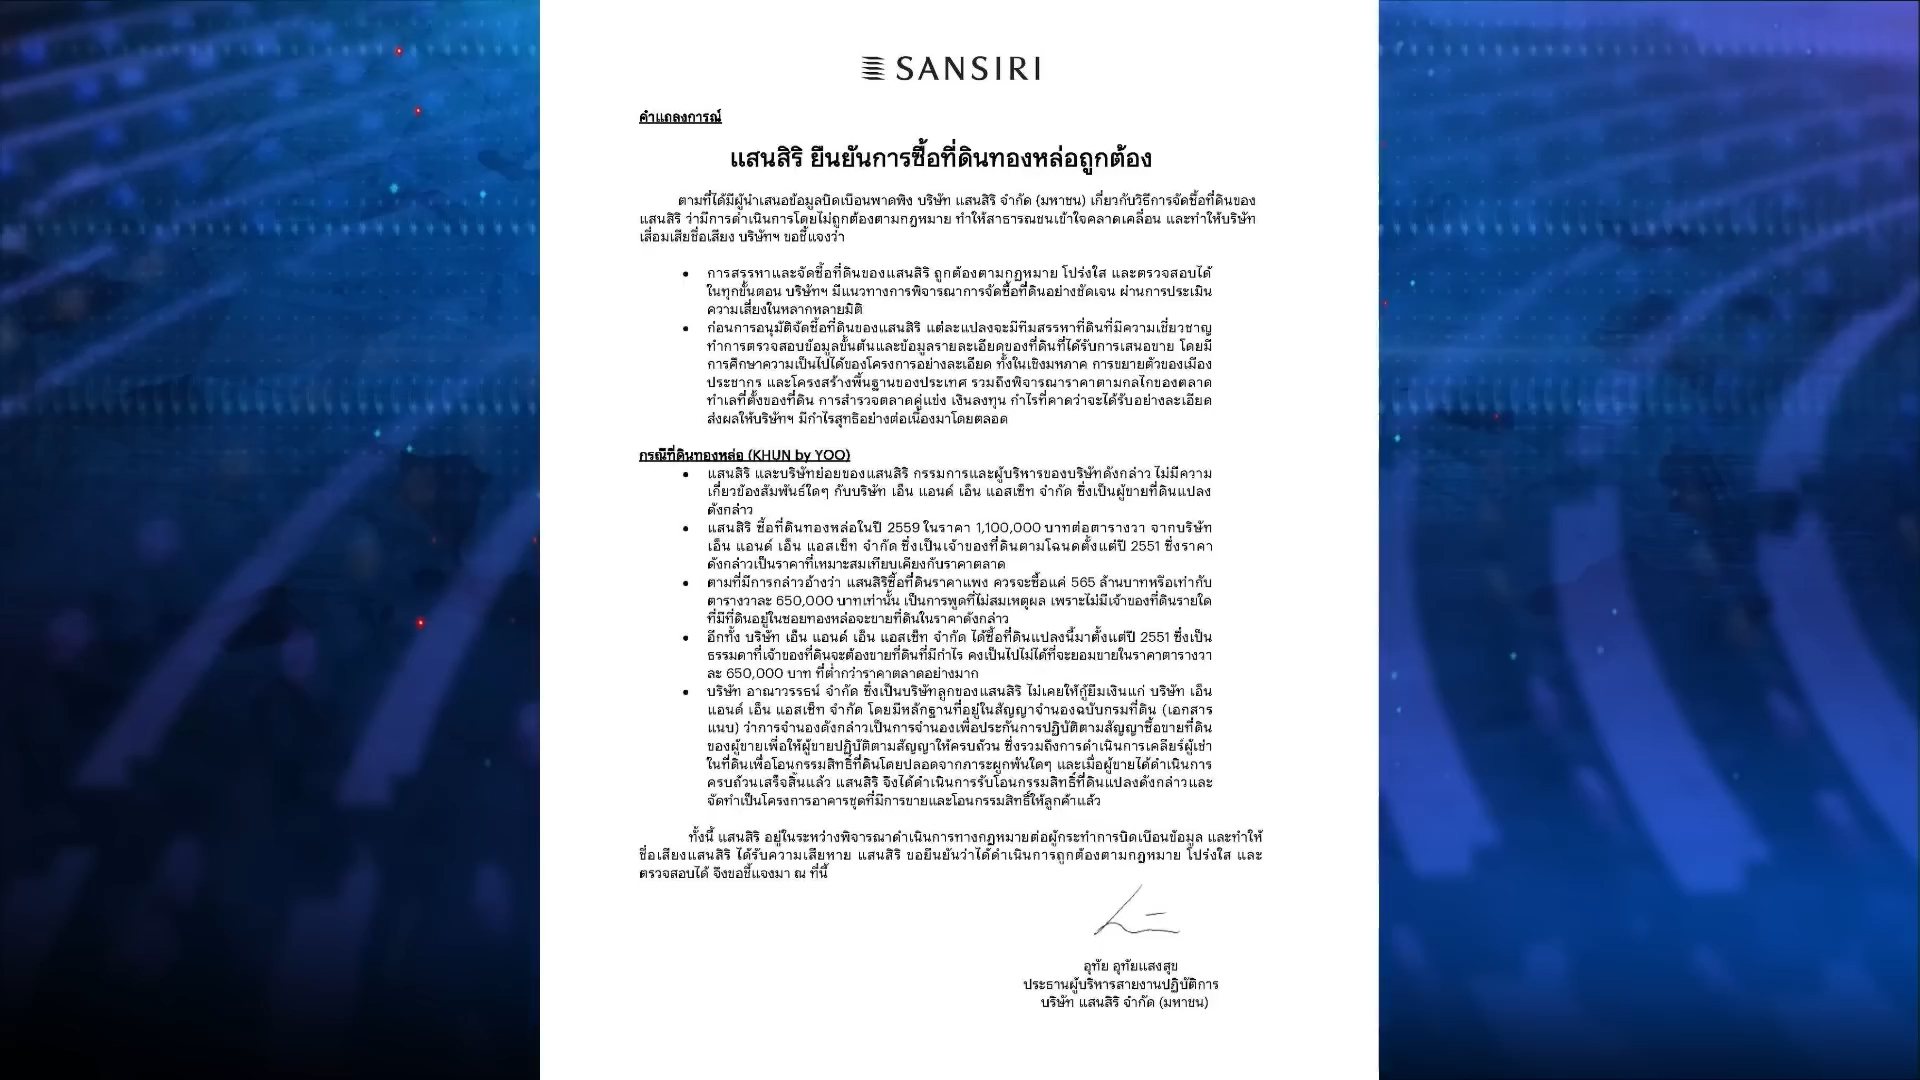 SANSIRI
คำแถลงการณ์
แสนสิริ ยืนยันการซื้อที่ดินทองหล่อถูกต้อง
ตามที่ได้มีผู้นำเสนอข้อมูลบิดเบือนพาดพิง บริษัท แสนสิริ จำกัด (มหาชน) เกี่ยวกับวิธีการจัดซื้อที่ดินของ
แสนสิริ ว่ามีการดำเนินการโดยไม่ถูกต้องตามกฎหมาย ทำให้สาธารณชนเข้าใจคลาดเคลื่อน และทำให้บริษัท
เสื่อมเสียชื่อเสียง บริษัทฯ ขอชี้แจงว่า
• การสรรหาและจัดซื้อที่ดินของแสนสิริ ถูกต้องตามกฎหมาย โปร่งใส และตรวจสอบได้
ในทุกขั้นตอน บริษัทฯ มีแนวทางการพิจารณาการจัดซื้อที่ดินอย่างชัดเจน ผ่านการประเมิน
ความเสี่ยงในหลากหลายมิติ
• ก่อนการอนุมัติจัดซื้อที่ดินของแสนสิริ แต่ละแปลงจะมีทีมสรรหาที่ดินที่มีความเชี่ยวชาญ
ทำการตรวจสอบข้อมูลขั้นต้นและข้อมูลรายละเอียดของที่ดินที่ได้รับการเสนอขาย โดยมี
การศึกษาความเป็นไปได้ของโครงการอย่างละเอียด ทั้งในเชิงมหภาค การขยายตัวของเมือง
ประชากร และโครงสร้างพื้นฐานของประเทศ รวมถึงพิจารณาราคาตามกลไกของตลาด
ทำเลที่ตั้งของที่ดิน การสำรวจตลาดคู่แข่ง เงินลงทุน กำไรที่คาดว่าจะได้รับอย่างละเอียด
ส่งผลให้บริษัทฯ มีกำไรสุทธิอย่างต่อเนื่องมาโดยตลอด
กรณีที่ดินทองหล่อ (KHUN by YOO)
• แสนสิริ และบริษัทย่อยของแสนสิริ กรรมการและผู้บริหารของบริษัทดังกล่าว ไม่มีความ
เกี่ยวข้องสัมพันธ์ใดๆ กับบริษัท เอ็น แอนด์ เอ็น แอสเซ็ท จำกัด ซึ่งเป็นผู้ขายที่ดินแปลง
ดังกล่าว
• แสนสิริ ซื้อที่ดินทองหล่อในปี 2559 ในราคา 1,100,000 บาทต่อตารางวา จากบริษัท
เอ็น แอนด์ เอ็น แอสเซ็ท จำกัด ซึ่งเป็นเจ้าของที่ดินตามโฉนดตั้งแต่ปี 2551 ซึ่งราคา
ดังกล่าวเป็นราคาที่เหมาะสมเทียบเคียงกับราคาตลาด
• ตามที่มีการกล่าวอ้างว่า แสนสิริซื้อที่ดินราคาแพง ควรจะซื้อแค่ 565 ล้านบาทหรือเท่ากับ
ตารางวาละ 650,000 บาทเท่านั้น เป็นการพูดที่ไม่สมเหตุผล เพราะไม่มีเจ้าของที่ดินรายใด
ที่มีที่ดินอยู่ในซอยทองหล่อจะขายที่ดินในราคาดังกล่าว
• อีกทั้ง บริษัท เอ็น แอนด์ เอ็น แอสเซ็ท จำกัด ได้ซื้อที่ดินแปลงนี้มาตั้งแต่ปี 2551 ซึ่งเป็น
ธรรมดาที่เจ้าของที่ดินจะต้องขายที่ดินที่มีกำไร คงเป็นไปไม่ได้ที่จะยอมขายในราคาตารางวา
ละ 650,000 บาท ที่ต่ำกว่าราคาตลาดอย่างมาก
• บริษัท อาณาวรรธน์ จำกัด ซึ่งเป็นบริษัทลูกของแสนสิริ ไม่เคยให้กู้ยืมเงินแก่ บริษัท เอ็น
แอนด์ เอ็น แอสเซ็ท จำกัด โดยมีหลักฐานที่อยู่ในสัญญาจำนองฉบับกรมที่ดิน (เอกสาร
แนบ) ว่าการจำนองดังกล่าวเป็นการจำนองเพื่อประกันการปฏิบัติตามสัญญาซื้อขายที่ดิน
ของผู้ขายเพื่อให้ผู้ขายปฏิบัติตามสัญญาให้ครบถ้วน ซึ่งรวมถึงการดำเนินการเคลียร์ผู้เช่า
ในที่ดินเพื่อโอนกรรมสิทธิ์ที่ดินโดยปลอดจากภาระผูกพันใดๆ และเมื่อผู้ขายได้ดำเนินการ
ครบถ้วนเสร็จสิ้นแล้ว แสนสิริ จึงได้ดำเนินการรับโอนกรรมสิทธิ์ที่ดินแปลงดังกล่าวและ
จัดทำเป็นโครงการอาคารชุดที่มีการขายและโอนกรรมสิทธิ์ให้ลูกค้าแล้ว
ทั้งนี้ แสนสิริ อยู่ในระหว่างพิจารณาดำเนินการทางกฎหมายต่อผู้กระทำการบิดเบือนข้อมูล และทำให้
ชื่อเสียงแสนสิริ ได้รับความเสียหาย แสนสิริ ขอยืนยันว่าได้ดำเนินการถูกต้องตามกฎหมาย โปร่งใส และ
ตรวจสอบได้ จึงขอชี้แจงมา ณ ที่นี้
อุทัย อุทัยแสงสุข
ประธานผู้บริหารสายงานปฏิบัติการ
บริษัท แสนสิริ จำกัด (มหาชน)